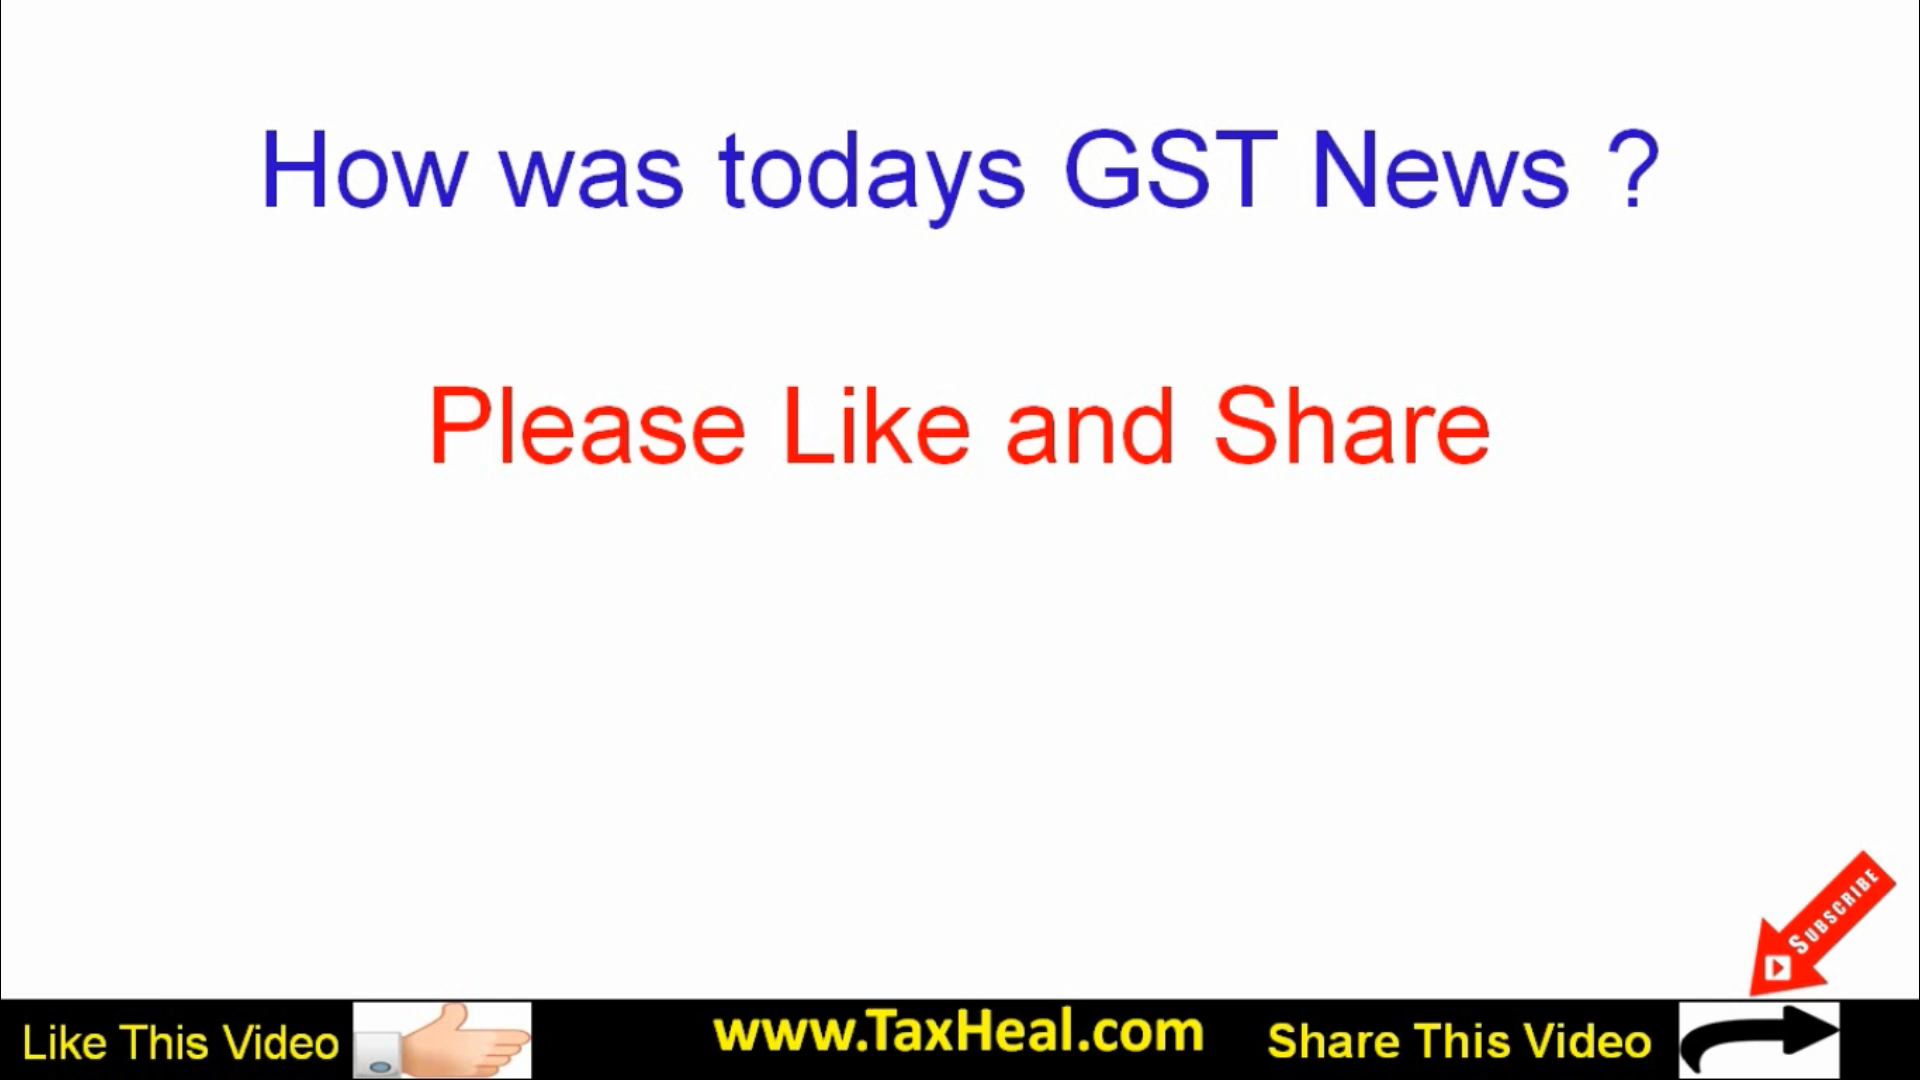 How was todays GST News ?
Please Like and Share
SUBSCRIBE
Like This Video
www.TaxHeal.com
Share This Video